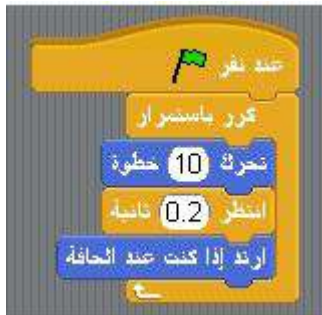 عند نقر
كرر باستمرار
تحرك 10 خطوة
انتظر 0.2 ثانية
ارتد إذا كنت عند الحافة